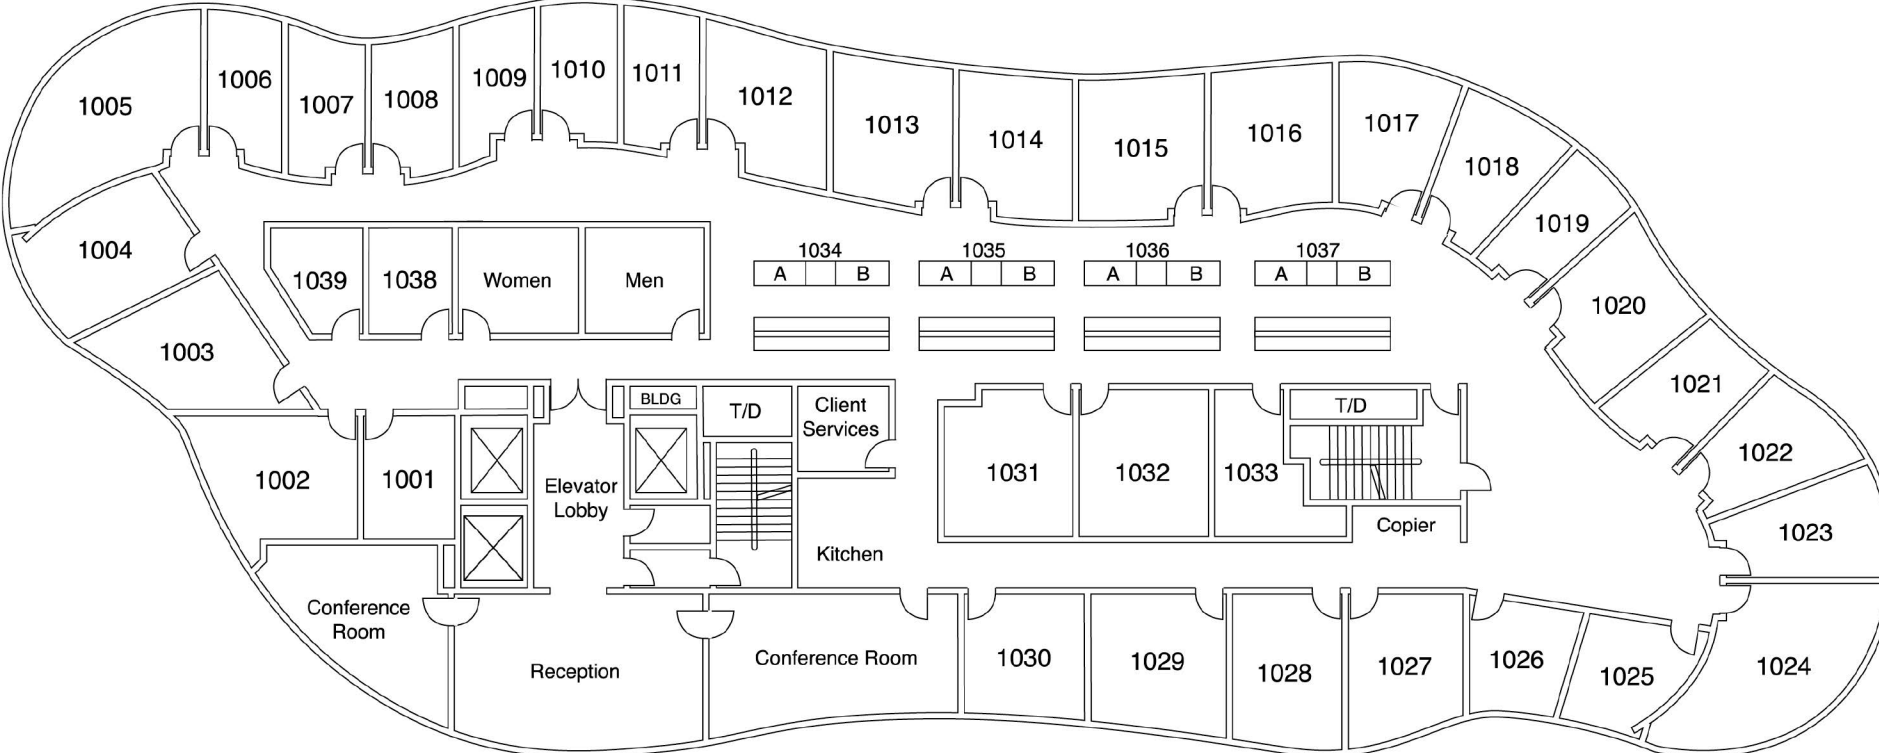 1005
1006
1007
1008
1009
1010
1011
1012
1013
1014
1015
1016
1017
1018
1019
1020
1021
1022
1023
1024
1004
1003
1002
1001
1039
1038
Women
Men
1034
A B
1035
A B
1036
A B
1037
A B
BLDG
T/D
Client
Services
Elevator
Lobby
Kitchen
1031
1032
1033
T/D
Copier
Conference
Room
Reception
Conference Room
1030
1029
1028
1027
1026
1025